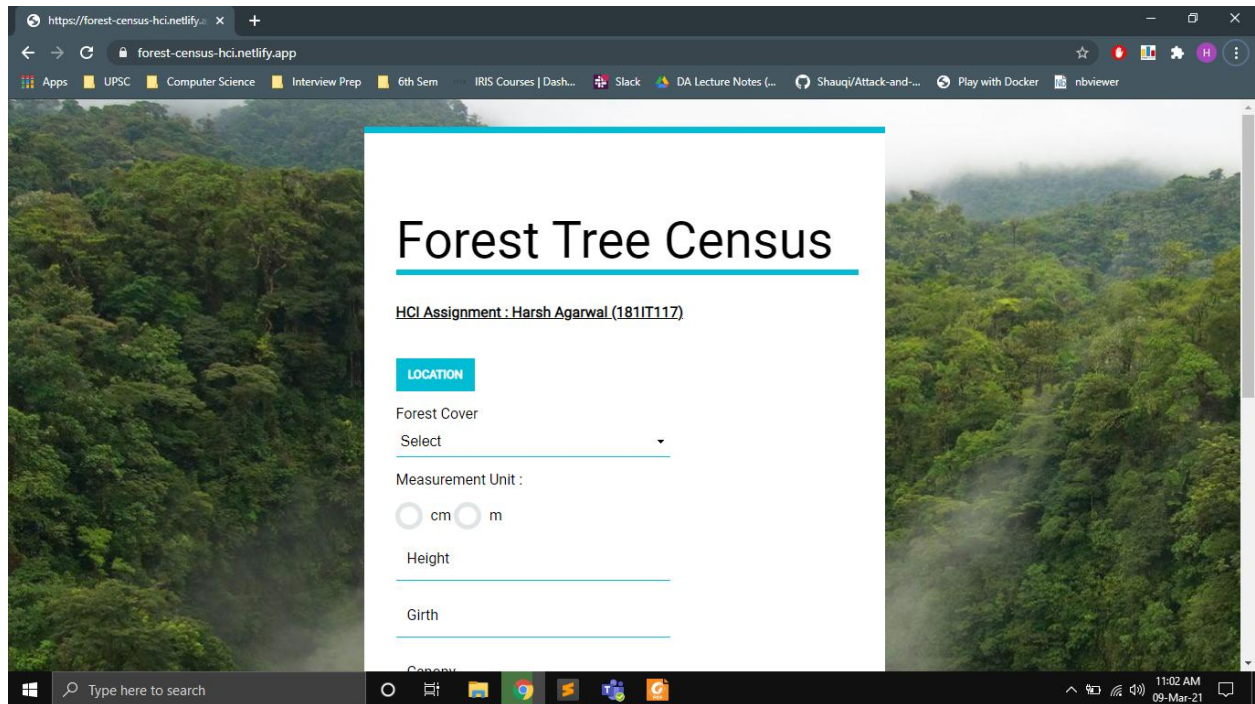 https://forest-census-hci.netlify.a
forest-census-hci.netlify.app
H
Apps UPSC Computer Science Interview Prep 6th Sem IRIS Courses | Dash... Slack DA Lecture Notes (... Shauqi/Attack-and-... Play with Docker nbviewer
Forest Tree Census
HCI Assignment : Harsh Agarwal (181IT117)
LOCATION
Forest Cover
Select
Measurement Unit :
cm m
Height
Girth
Canopy
Type here to search
11:02 AM
09-Mar-21